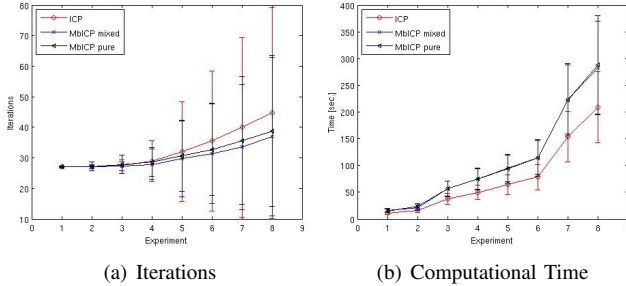 80
70
60
50
40
30
20
10
Iterations
ICP
MbICP mixed
MbICP pure
0 1 2 3 4 5 6 7 8 9
Experiment
(a) Iterations
400
350
300
250
200
150
100
50
0
Time [sec.]
ICP
MbICP mixed
MbICP pure
0 1 2 3 4 5 6 7 8 9
Experiment
(b) Computational Time